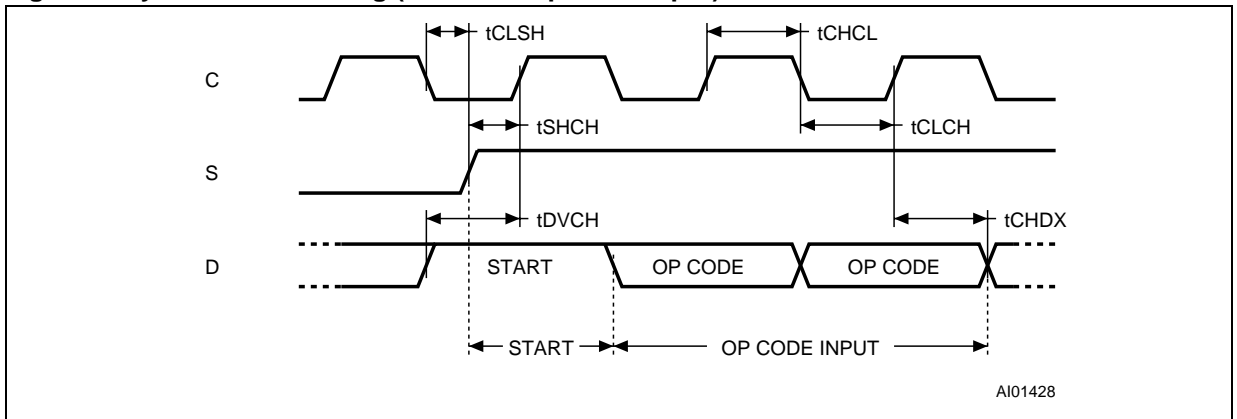 tCLSH
tCHCL
C
tSHCH
tCLCH
S
tDVCH
tCHDX
D
START
OP CODE
OP CODE
START
OP CODE INPUT
AI01428